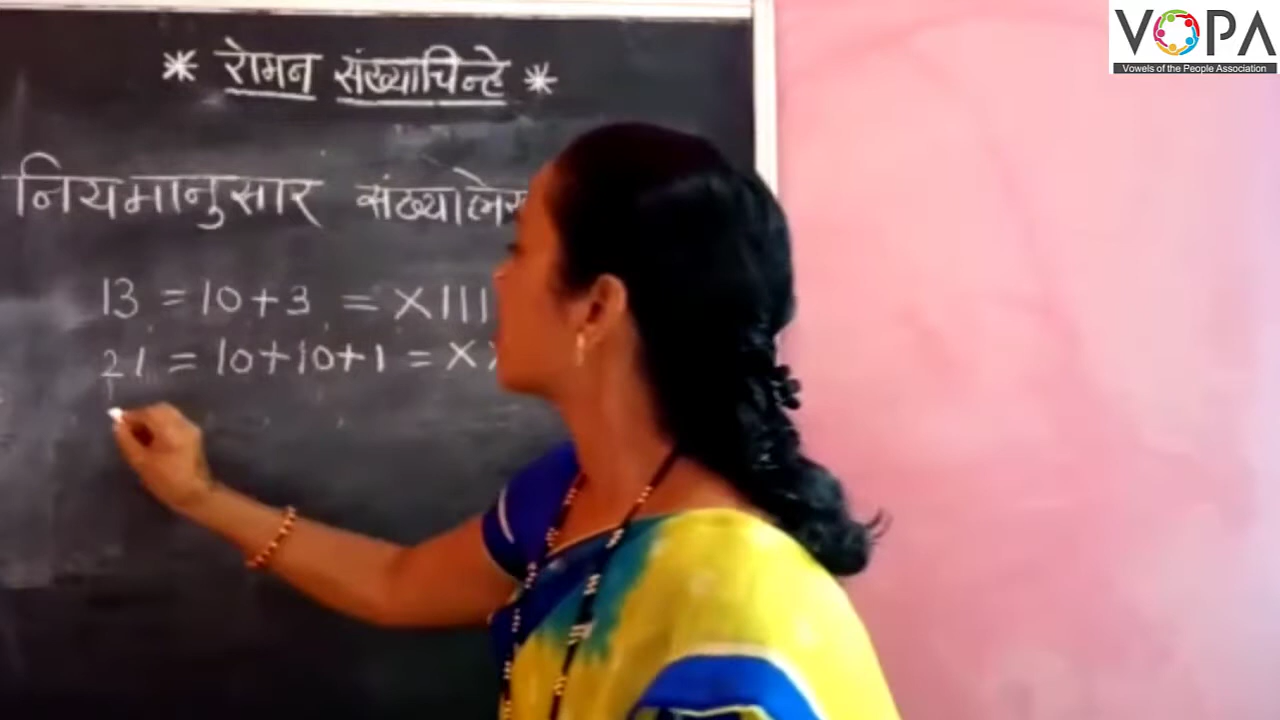 * रोमन संख्याचिन्हे *
नियमानुसार
13 = 10+3 = XIII
21 = 10+10+1 =
VOPA
Vowels of the People Association